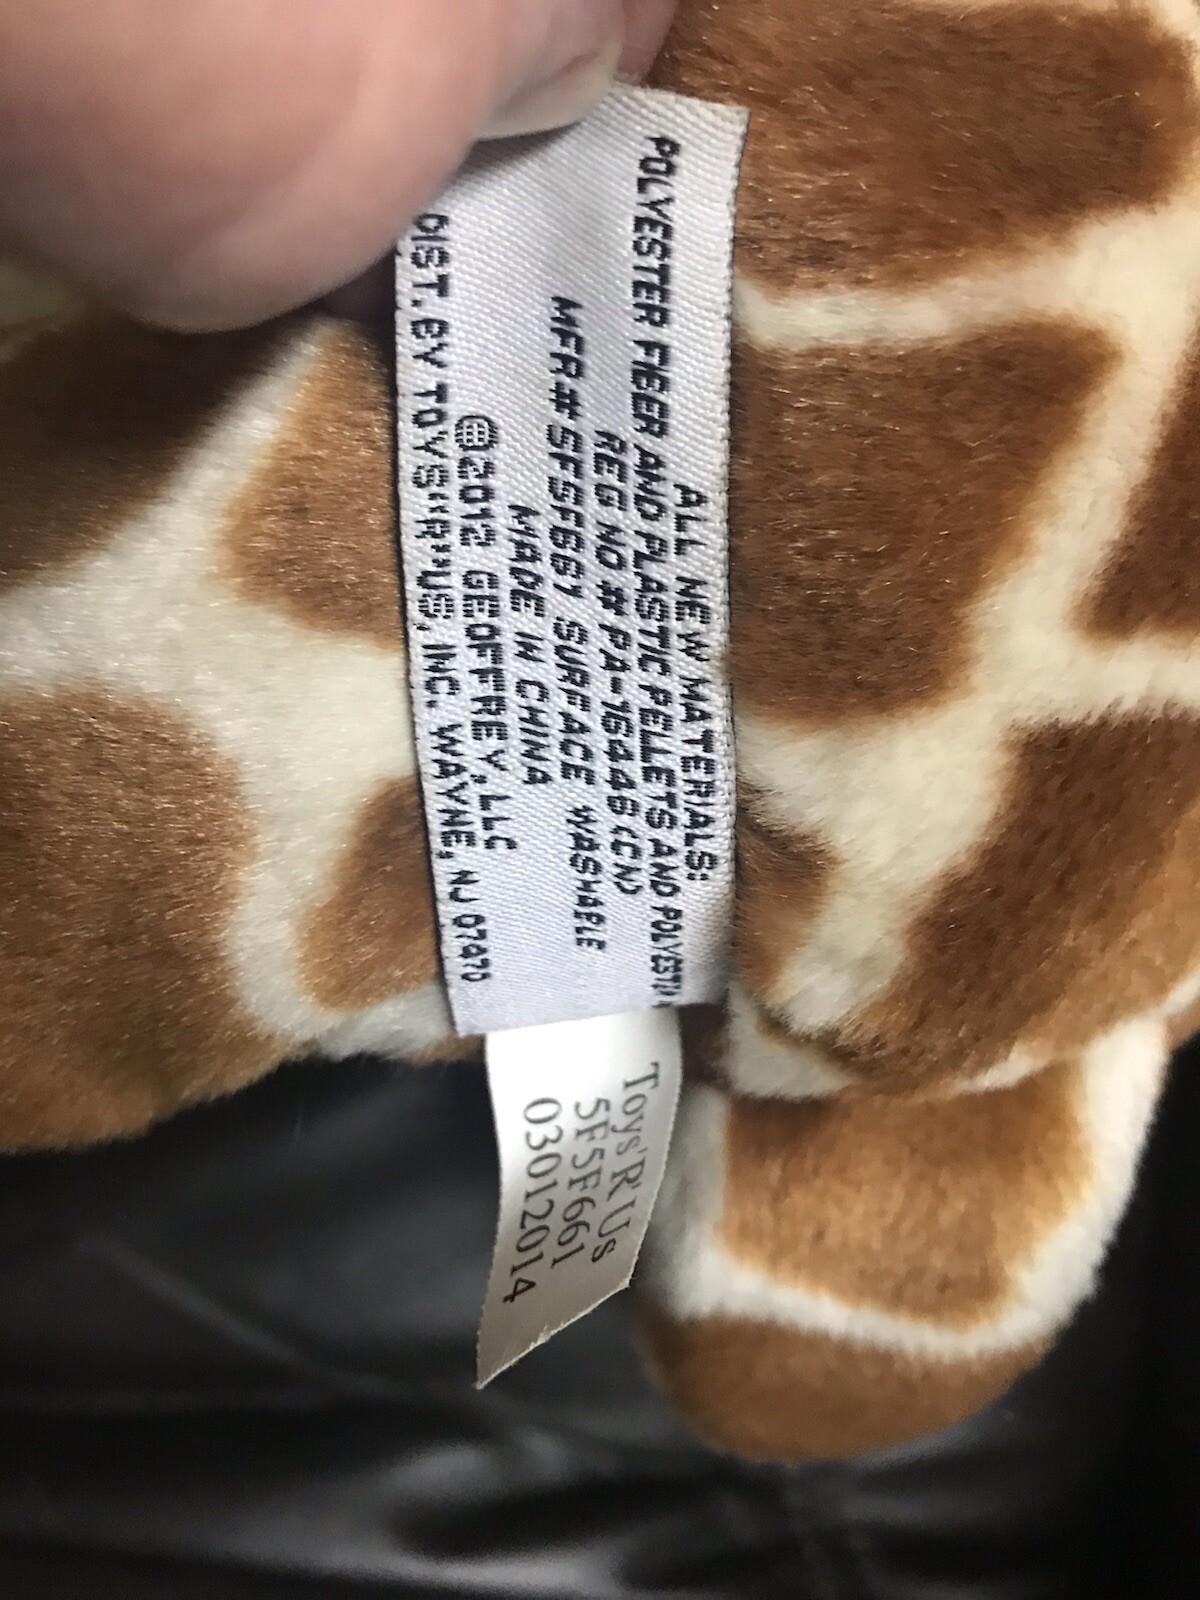 ALL NEW MATERIALS:
POLYESTER FIBER AND PLASTIC PELLETS AND POLYESTER
REG NO # PA-16446(CN)
MFR# 5F5F661 SURFACE WASHABLE
MADE IN CHINA
©2012 GEOFFREY, LLC
DIST. BY TOYS"R"US, INC. WAYNE, NJ 07470
Toys'R'Us
5F5F661
03012014